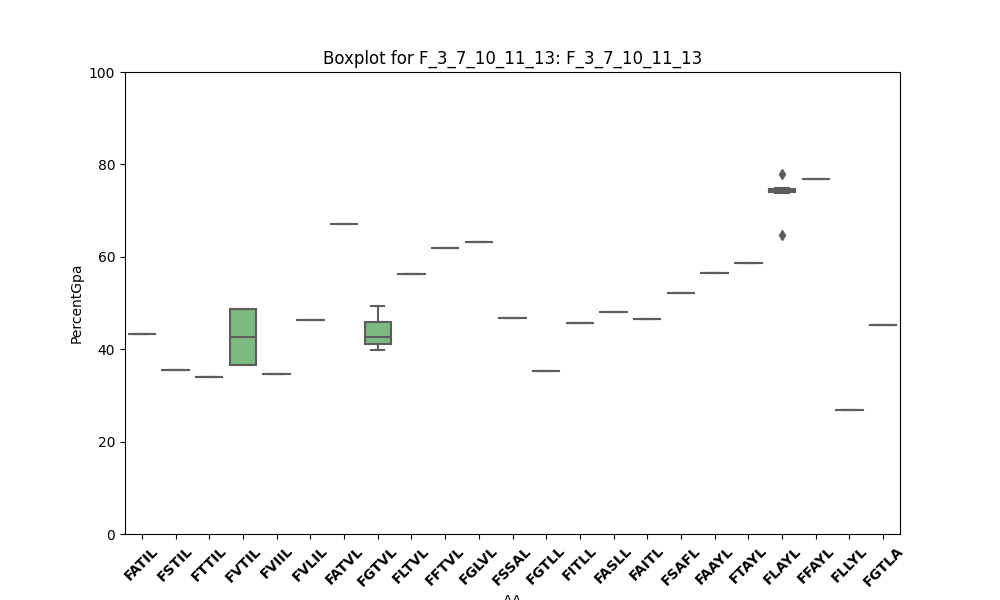 Boxplot for F_3_7_10_11_13: F_3_7_10_11_13
100
80
60
40
20
0
PercentGpa
FATIL FSTIL FTTIL FVTIL FVIIL FVLIL FATVL FGTVL FLTVL FFTVL FGLVL FSSAL FGTLL FITLL FASLL FAITL FSAFL FAAYL FTAYL FLAYL FFAYL FLLYL FGTLA
AA